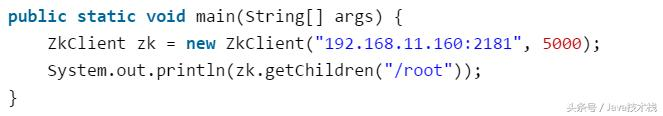 public static void main(String[] args) {
    ZkClient zk = new ZkClient("192.168.11.160:2181", 5000);
    System.out.println(zk.getChildren("/root"));
}
头条号 / Java技术栈